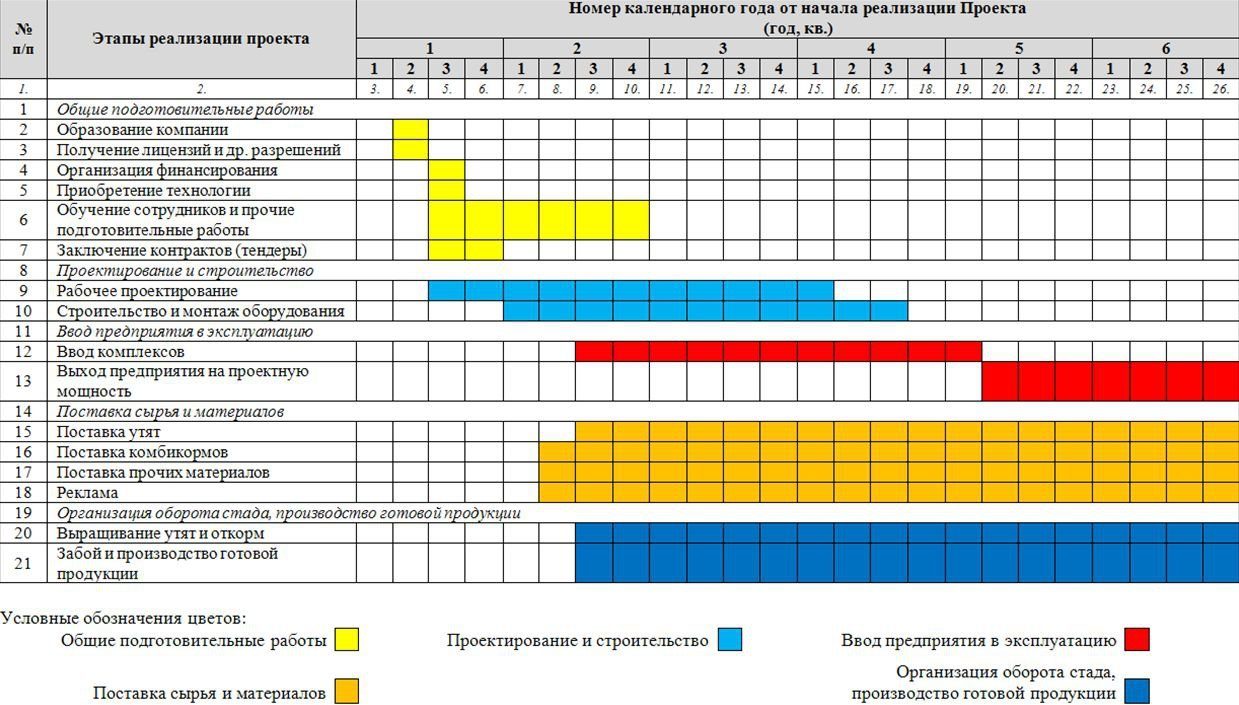 № п/п
Этапы реализации проекта
Номер календарного года от начала реализации Проекта
(год, кв.)
1 2 3 4 5 6
1 2 3 4 1 2 3 4 1 2 3 4 1 2 3 4 1 2 3 4 1 2 3 4
1. 2. 3. 4. 5. 6. 7. 8. 9. 10. 11. 12. 13. 14. 15. 16. 17. 18. 19. 20. 21. 22. 23. 24. 25. 26.
1 Общие подготовительные работы
2 Образование компании
3 Получение лицензий и др. разрешений
4 Организация финансирования
5 Приобретение технологии
6 Обучение сотрудников и прочие
подготовительные работы
7 Заключение контрактов (тендеры)
8 Проектирование и строительство
9 Рабочее проектирование
10 Строительство и монтаж оборудования
11 Ввод предприятия в эксплуатацию
12 Ввод комплексов
13 Выход предприятия на проектную
мощность
14 Поставка сырья и материалов
15 Поставка утят
16 Поставка комбикормов
17 Поставка прочих материалов
18 Реклама
19 Организация оборота стада, производство готовой продукции
20 Выращивание утят и откорм
21 Забой и производство готовой
продукции
Условные обозначения цветов:
Общие подготовительные работы
Проектирование и строительство
Ввод предприятия в эксплуатацию
Поставка сырья и материалов
Организация оборота стада,
производство готовой продукции